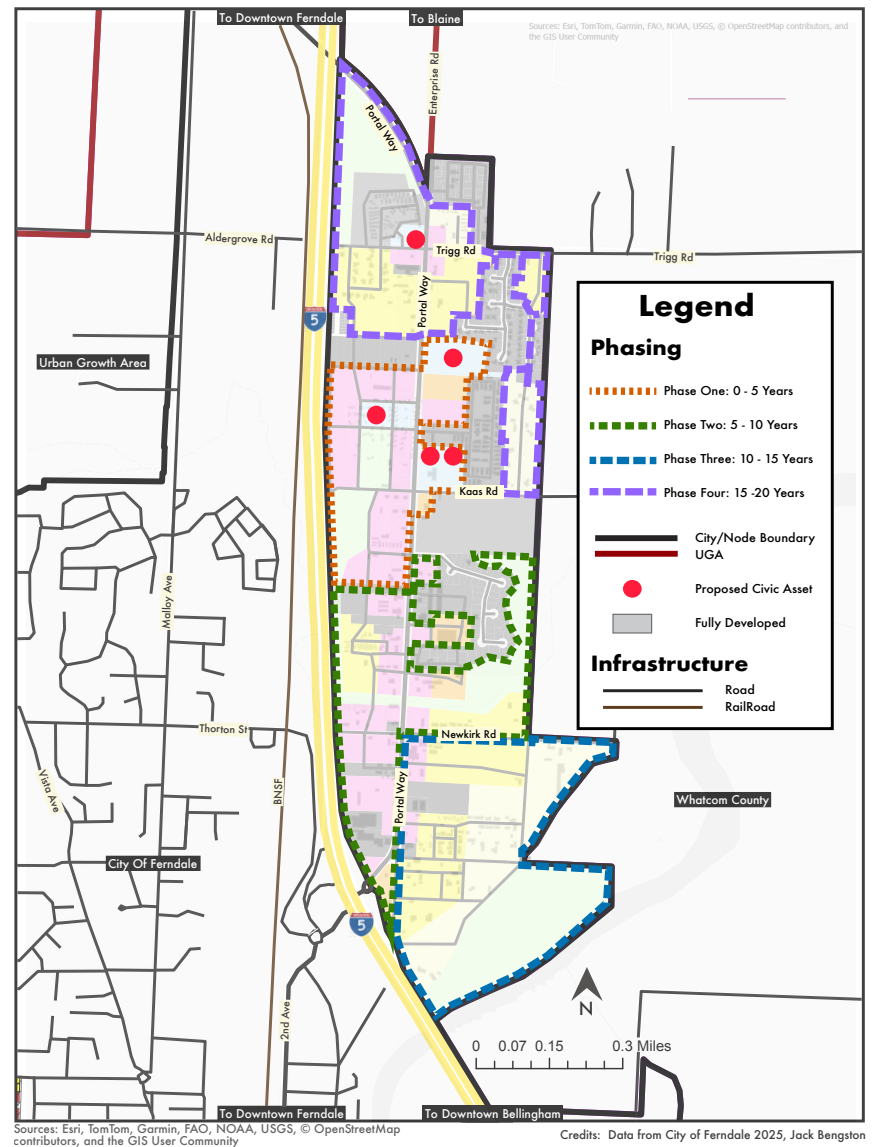 To Downtown Ferndale
To Blaine
Sources: Esri, TomTom, Garmin, FAO, NOAA, USGS, © OpenStreetMap contributors, and
the GIS User Community
Enterprise Rd
Portal Way
Aldergrove Rd
Trigg Rd
Trigg Rd
Portal Way
5
Urban Growth Area
Legend
Phasing
Phase One: 0 - 5 Years
Phase Two: 5 - 10 Years
Phase Three: 10 - 15 Years
Phase Four: 15 -20 Years
City/Node Boundary
UGA
Proposed Civic Asset
Fully Developed
Infrastructure
Road
RailRoad
Kaas Rd
Malloy Ave
Thorton St
Newkirk Rd
Vista Ave
BNSF
Portal Way
Whatcom County
City Of Ferndale
5
N
2nd Ave
0 0.07 0.15 0.3 Miles
To Downtown Ferndale
To Downtown Bellingham
Sources: Esri, TomTom, Garmin, FAO, NOAA, USGS, © OpenStreetMap
contributors, and the GIS User Community
Credits: Data from City of Ferndale 2025, Jack Bengston